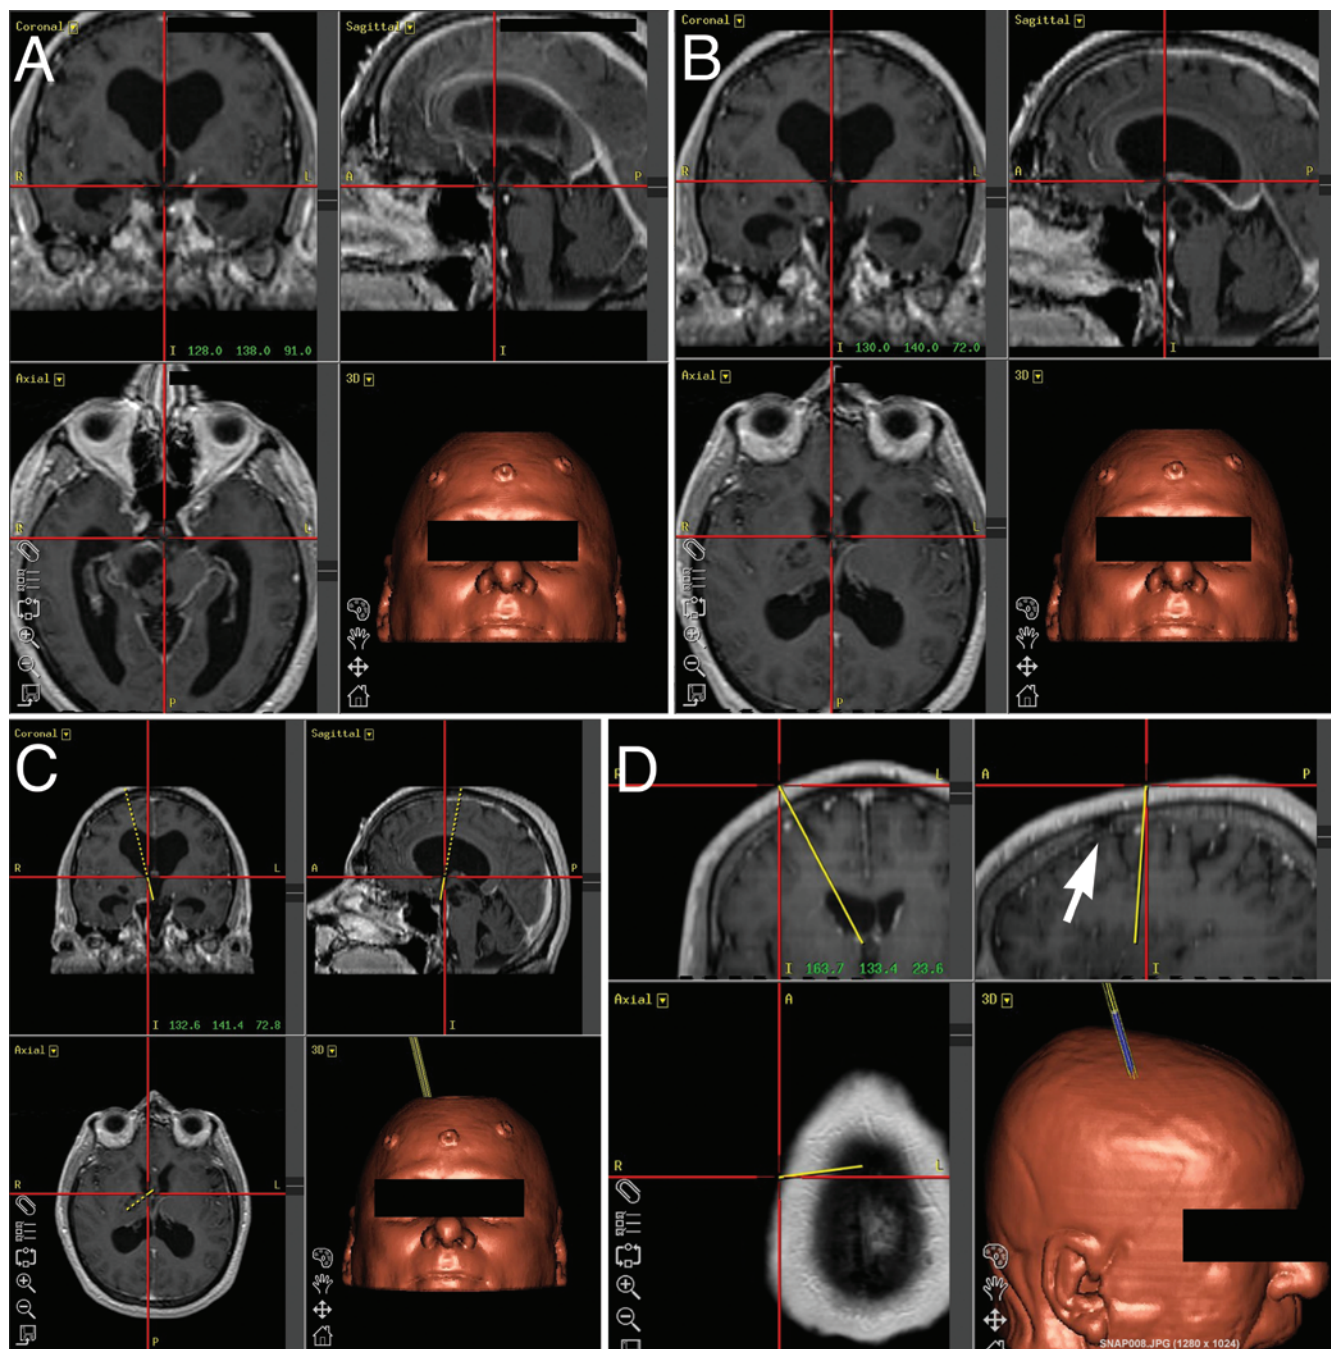 Coronal
Sagittal
A
R
L
A
P
I 128.0 138.0 91.0
I
Axial
3D
R
L
P
Coronal
Sagittal
B
R
L
A
P
I 130.0 140.0 72.0
I
Axial
3D
R
L
P
Coronal
Sagittal
C
R
L
A
P
I 132.6 141.4 72.8
I
Axial
3D
R
L
P
D
R
L
A
P
I 163.7 133.4 23.6
I
Axial
A
3D
R
L
SNAP008.JPG (1280 x 1024)